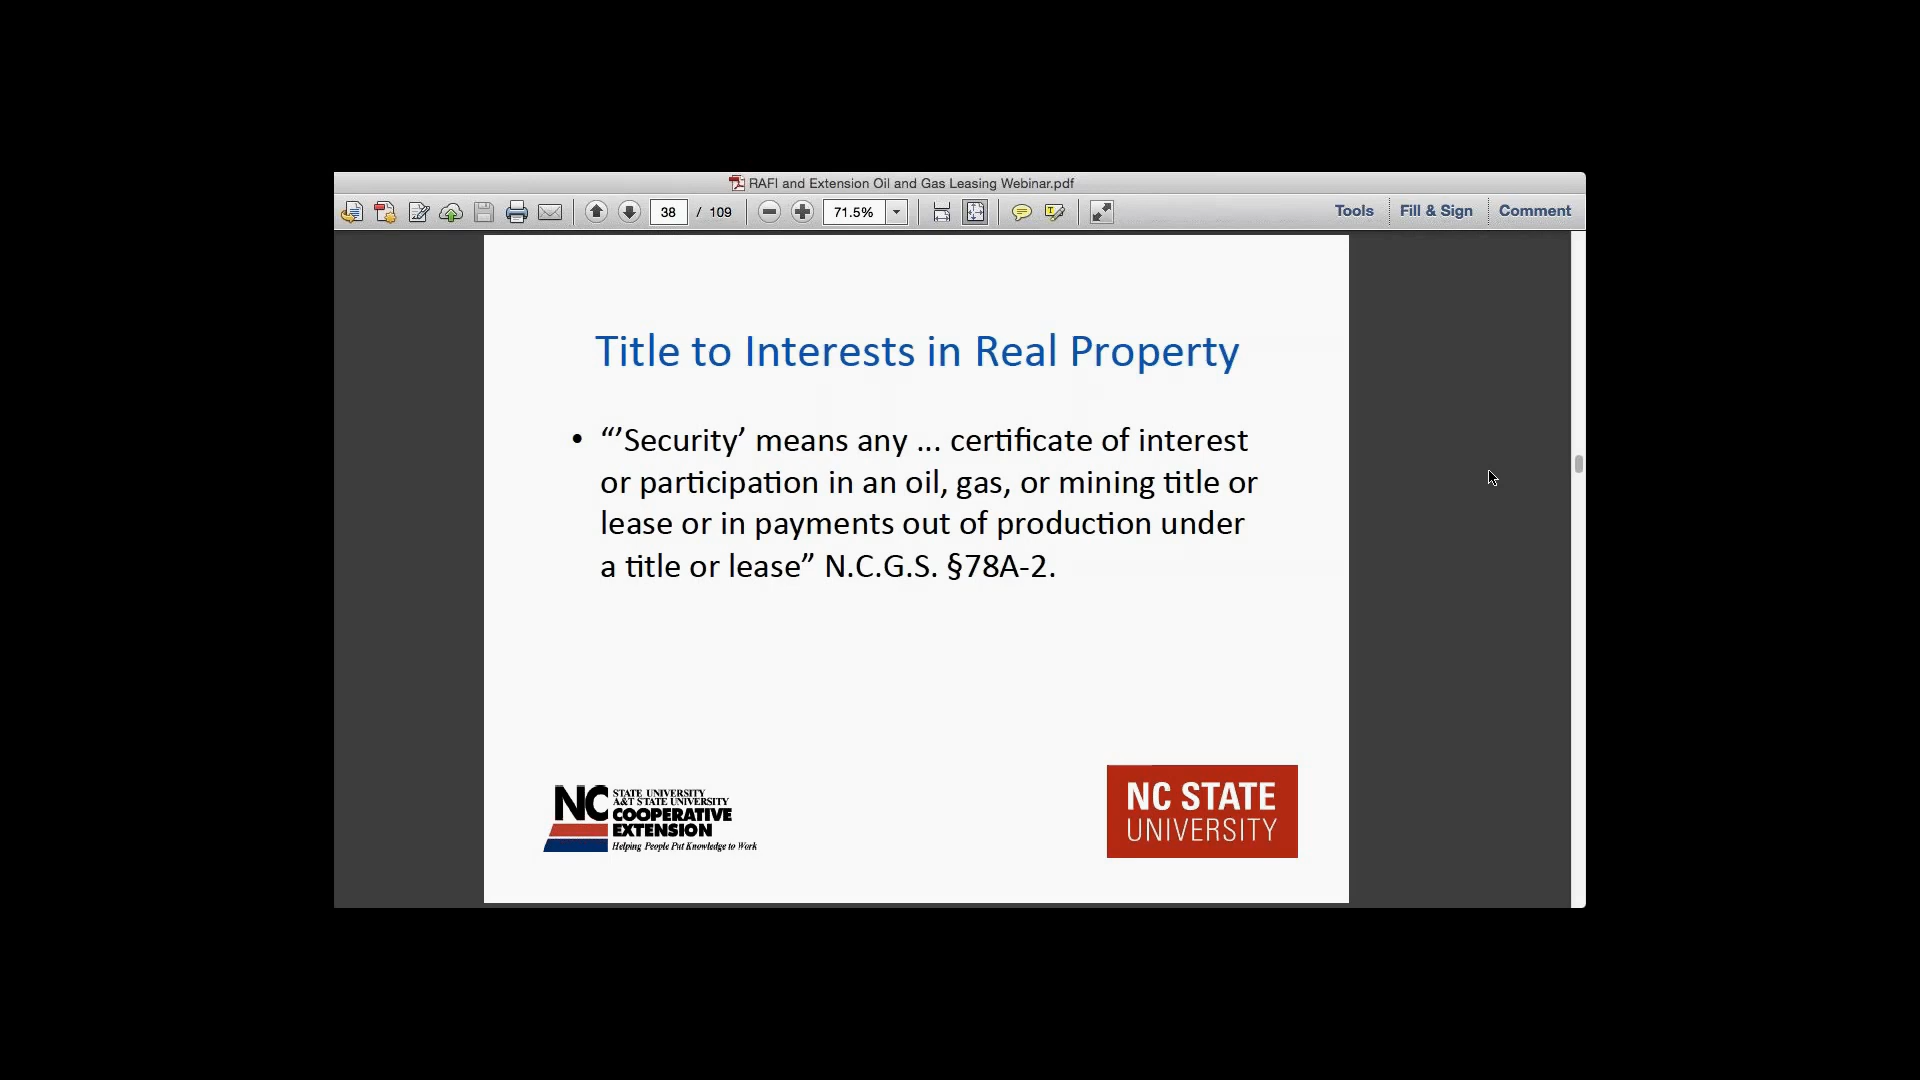 RAFI and Extension Oil and Gas Leasing Webinar.pdf
38 / 109 71.5% Tools Fill & Sign Comment
Title to Interests in Real Property
• “’Security’ means any ... certificate of interest
or participation in an oil, gas, or mining title or
lease or in payments out of production under
a title or lease” N.C.G.S. §78A-2.
NC STATE UNIVERSITY
A&T STATE UNIVERSITY
COOPERATIVE
EXTENSION
Helping People Put Knowledge to Work
NC STATE
UNIVERSITY